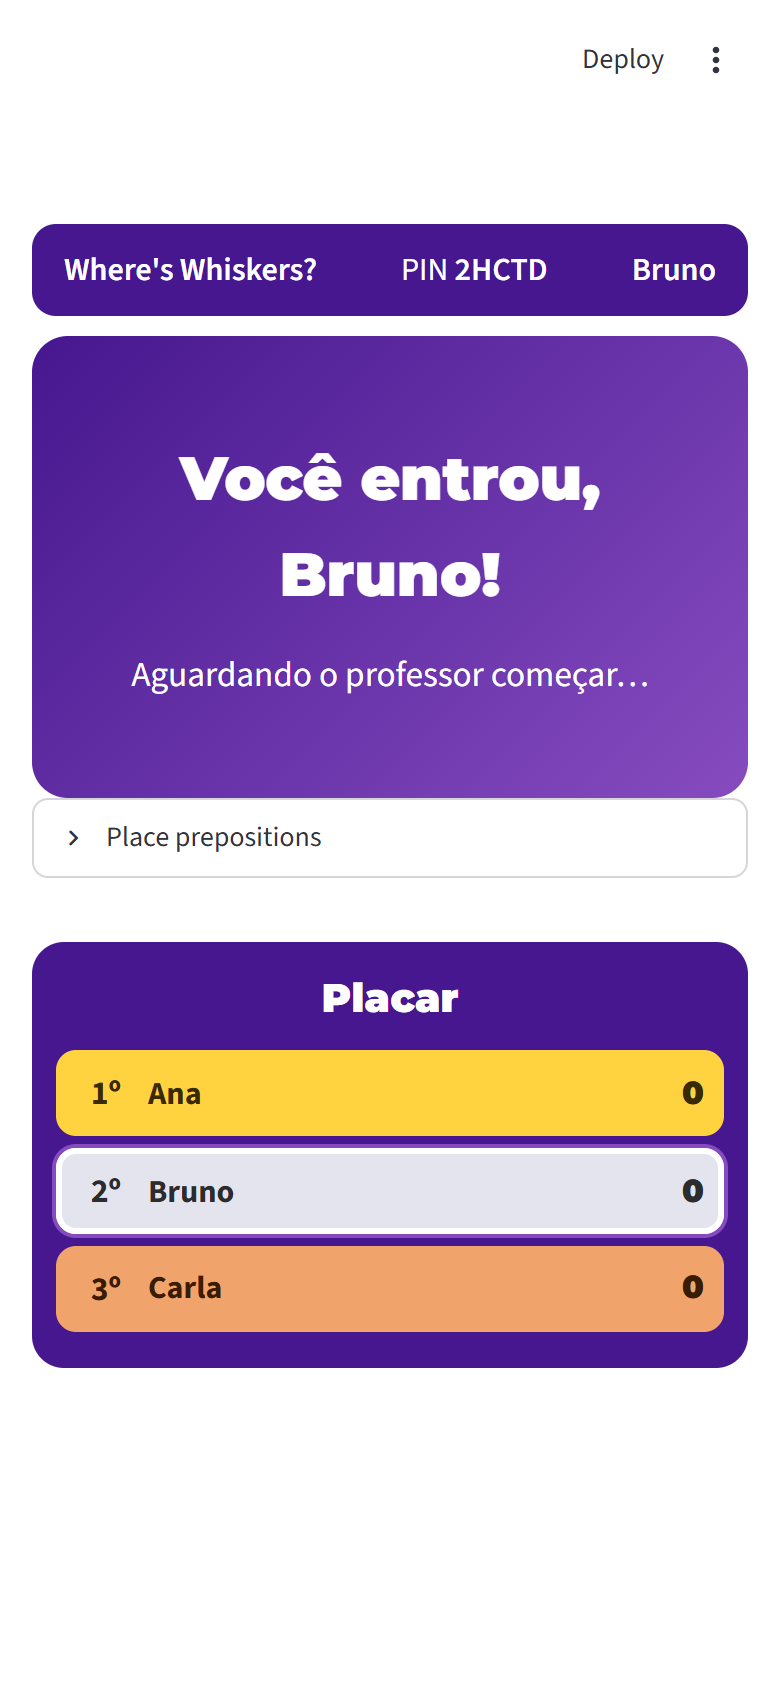 Deploy
Where's Whiskers? PIN 2HCTD Bruno
Você entrou,
Bruno!
Aguardando o professor começar...
Place prepositions
Placar
1º Ana 0
2º Bruno 0
3º Carla 0